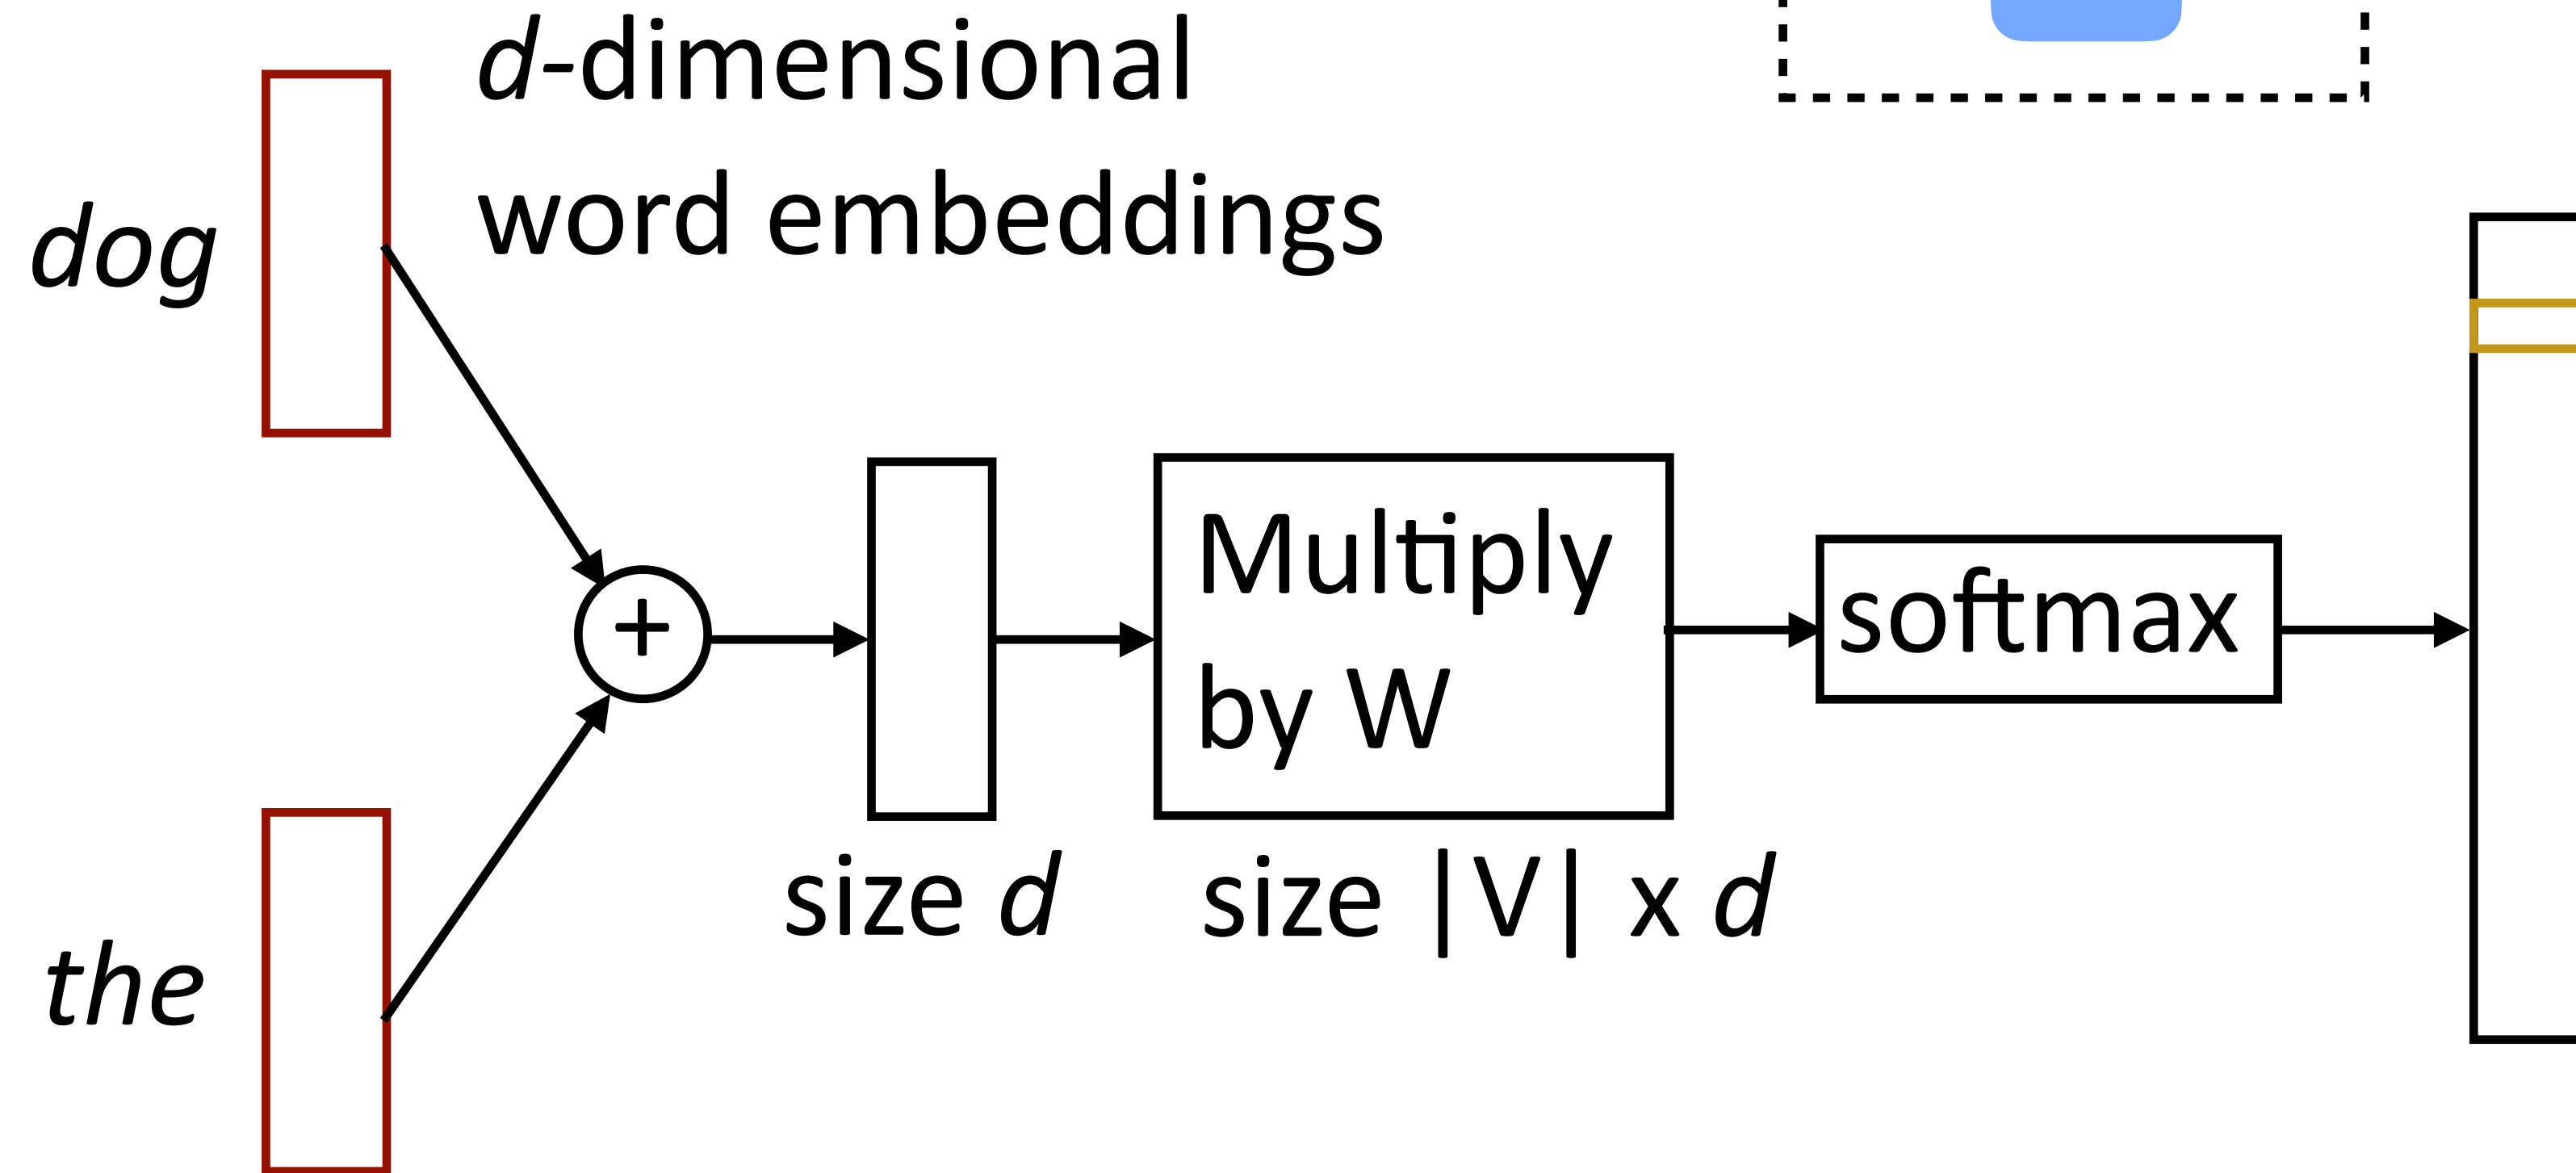 d-dimensional
word embeddings
dog
+
Multiply
by W
softmax
size d
size |V| x d
the